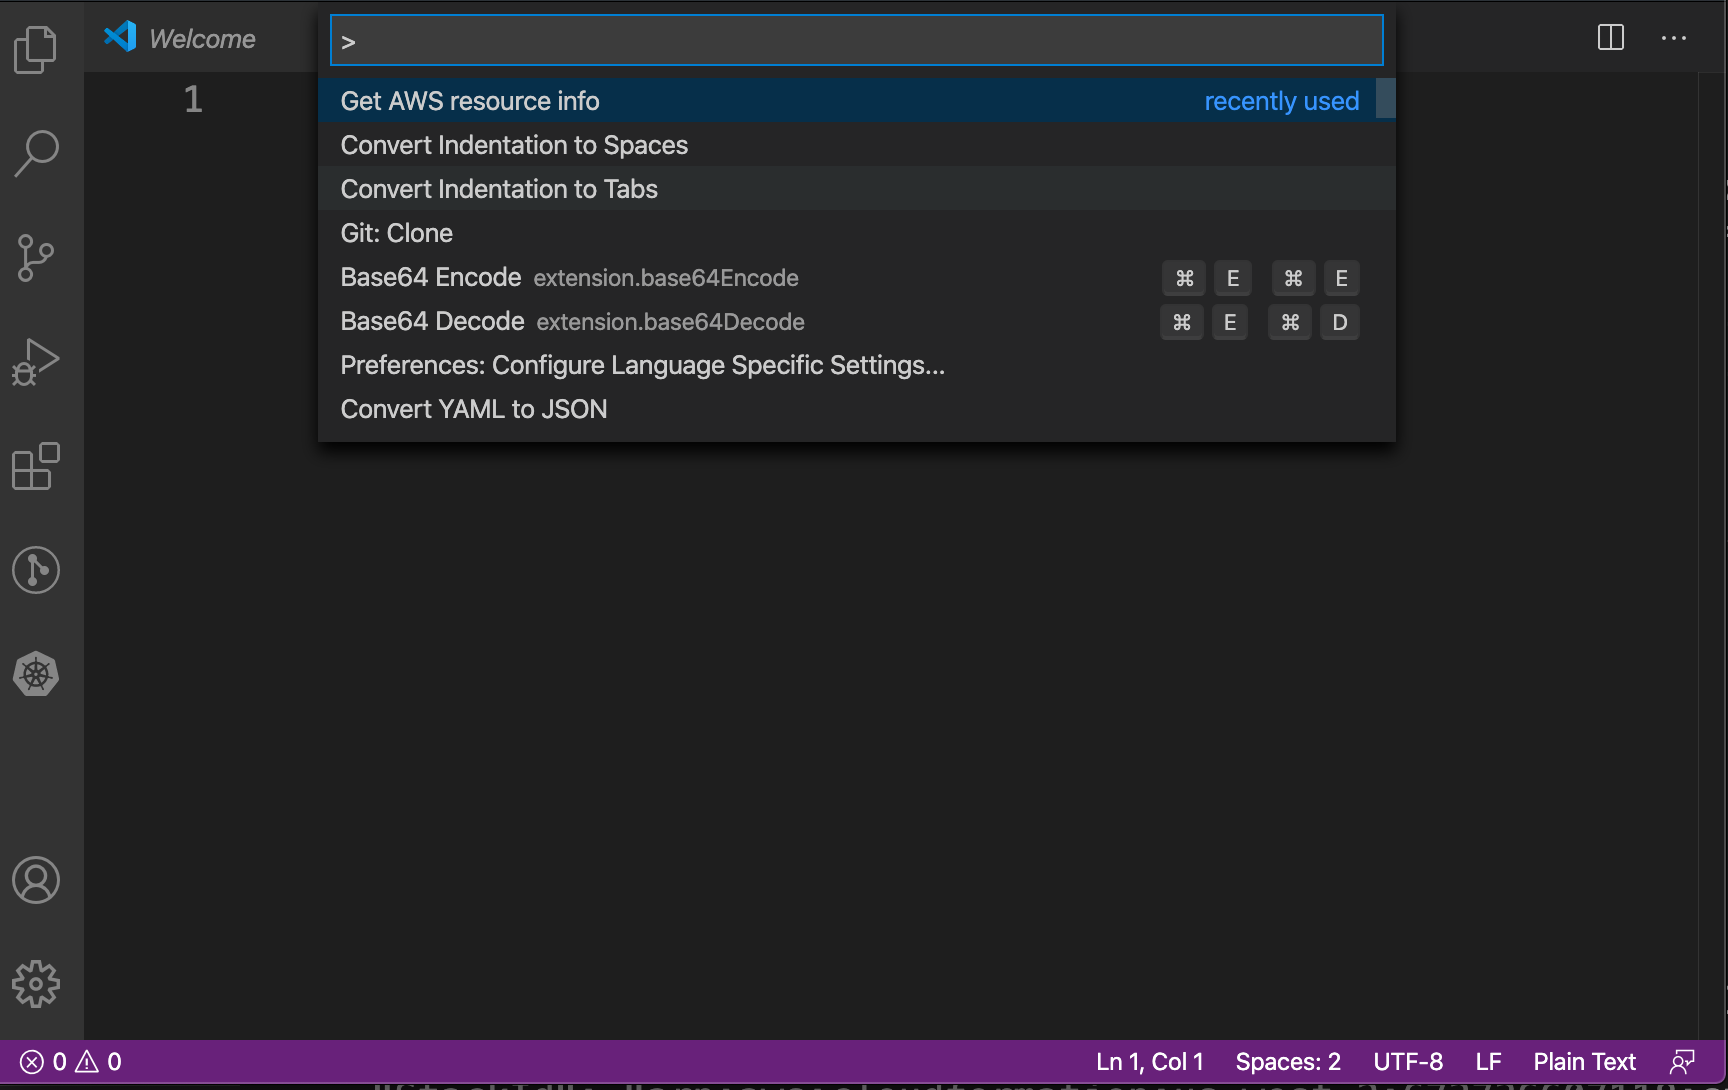 Welcome
>
1
Get AWS resource info recently used
Convert Indentation to Spaces
Convert Indentation to Tabs
Git: Clone
Base64 Encode extension.base64Encode ⌘ E ⌘ E
Base64 Decode extension.base64Decode ⌘ E ⌘ D
Preferences: Configure Language Specific Settings...
Convert YAML to JSON
0 0 Ln 1, Col 1 Spaces: 2 UTF-8 LF Plain Text